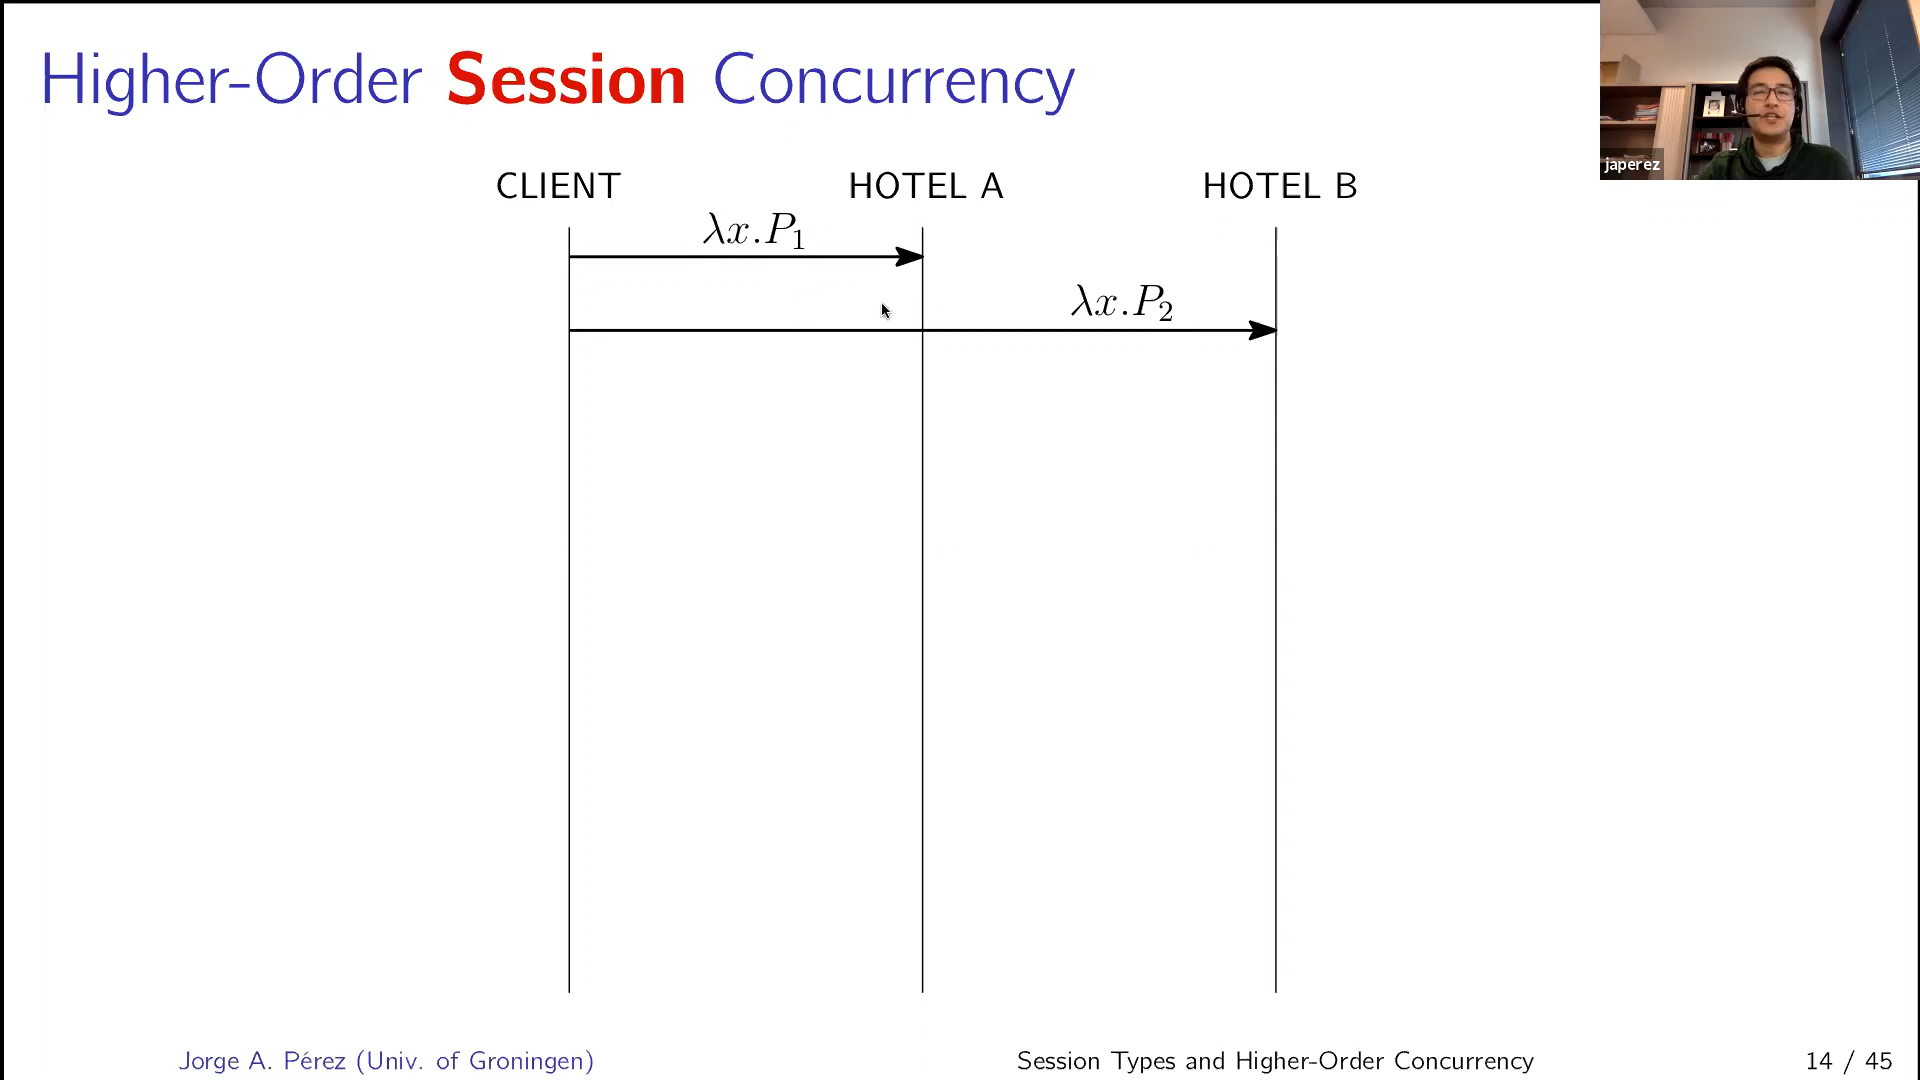 Higher-Order Session Concurrency
japerez
CLIENT HOTEL A HOTEL B
λx.P₁
λx.P₂
Jorge A. Pérez (Univ. of Groningen) Session Types and Higher-Order Concurrency 14 / 45